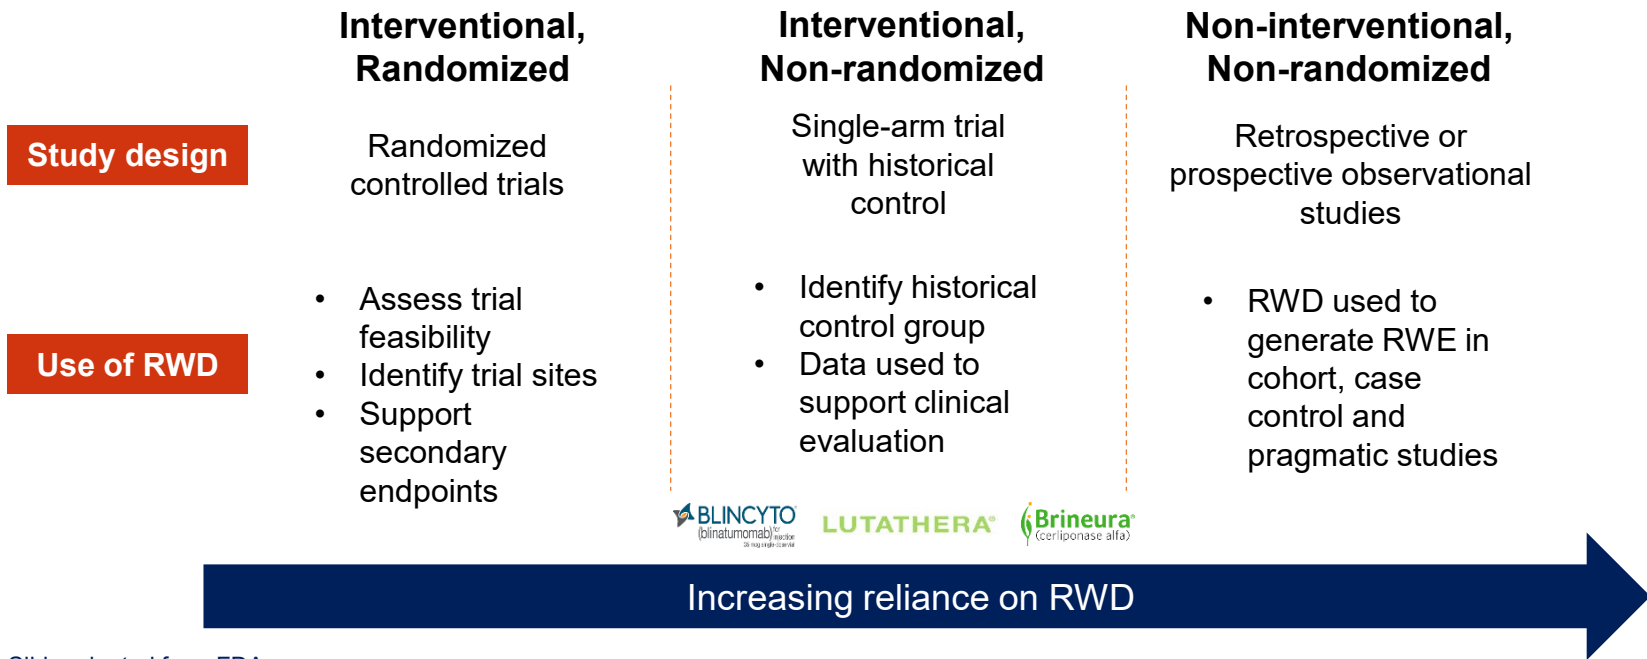 Interventional,
Randomized
Interventional,
Non-randomized
Non-interventional,
Non-randomized
Study design
Randomized
controlled trials
Single-arm trial
with historical
control
Retrospective or
prospective observational
studies
Use of RWD
• Assess trial
feasibility
• Identify trial sites
• Support
secondary
endpoints
• Identify historical
control group
• Data used to
support clinical
evaluation
• RWD used to
generate RWE in
cohort, case
control and
pragmatic studies
BLINCYTO
(blinatumomab) for injection
LUTATHERA®
Brineura®
(cerliponase alfa)
Increasing reliance on RWD